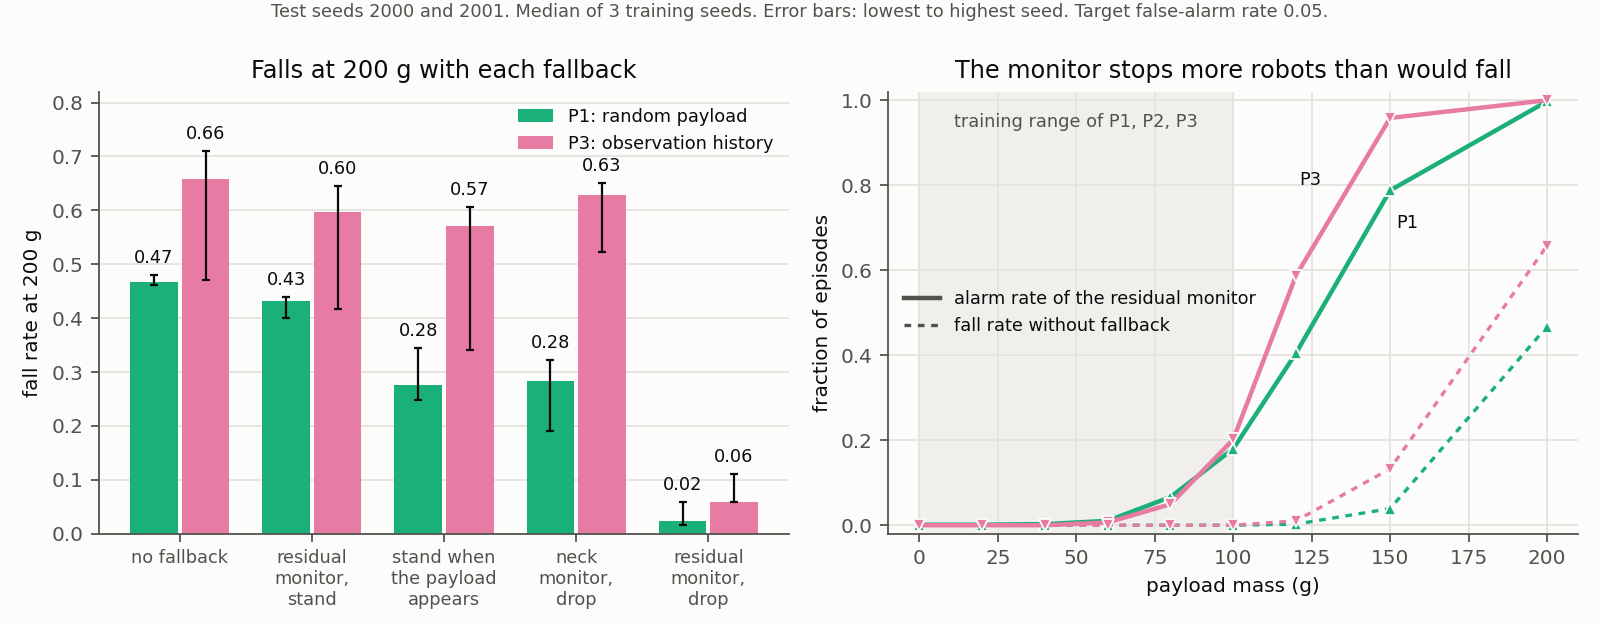 Test seeds 2000 and 2001. Median of 3 training seeds. Error bars: lowest to highest seed. Target false-alarm rate 0.05.
Falls at 200 g with each fallback
fall rate at 200 g
0.8
0.7
0.6
0.5
0.4
0.3
0.2
0.1
0.0
P1: random payload
P3: observation history
0.47
0.66
0.43
0.60
0.28
0.57
0.28
0.63
0.02
0.06
no fallback
residual
monitor,
stand
stand when
the payload
appears
neck
monitor,
drop
residual
monitor,
drop
The monitor stops more robots than would fall
fraction of episodes
1.0
0.8
0.6
0.4
0.2
0.0
training range of P1, P2, P3
P3
P1
alarm rate of the residual monitor
fall rate without fallback
0
25
50
75
100
125
150
175
200
payload mass (g)